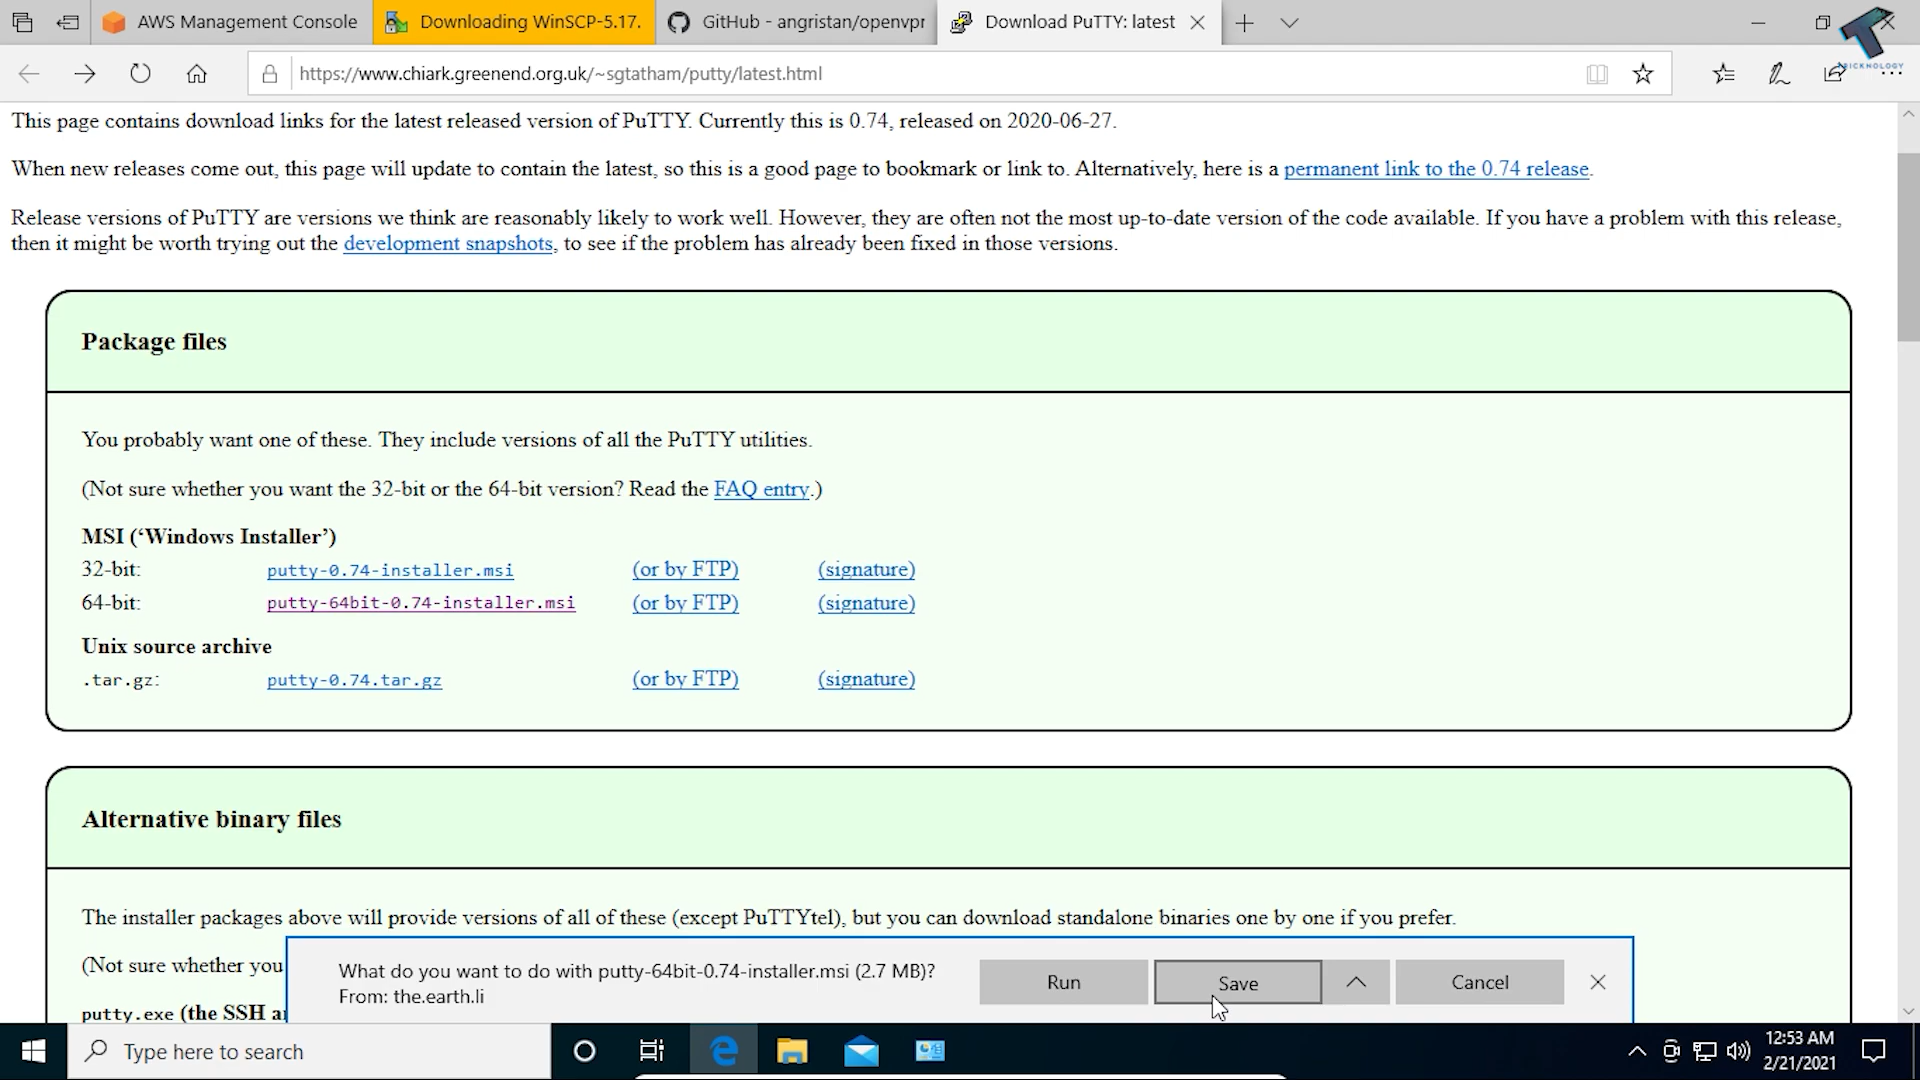 AWS Management Console
Downloading WinSCP-5.17.
GitHub - angristan/openvpr
Download PuTTY: latest
TRICKNOLOGY
https://www.chiark.greenend.org.uk/~sgtatham/putty/latest.html
This page contains download links for the latest released version of PuTTY. Currently this is 0.74, released on 2020-06-27.
When new releases come out, this page will update to contain the latest, so this is a good page to bookmark or link to. Alternatively, here is a permanent link to the 0.74 release.
Release versions of PuTTY are versions we think are reasonably likely to work well. However, they are often not the most up-to-date version of the code available. If you have a problem with this release,
then it might be worth trying out the development snapshots, to see if the problem has already been fixed in those versions.
Package files
You probably want one of these. They include versions of all the PuTTY utilities.
(Not sure whether you want the 32-bit or the 64-bit version? Read the FAQ entry.)
MSI (‘Windows Installer’)
32-bit: putty-0.74-installer.msi (or by FTP) (signature)
64-bit: putty-64bit-0.74-installer.msi (or by FTP) (signature)
Unix source archive
.tar.gz: putty-0.74.tar.gz (or by FTP) (signature)
Alternative binary files
The installer packages above will provide versions of all of these (except PuTTYtel), but you can download standalone binaries one by one if you prefer.
(Not sure whether you
putty.exe (the SSH a
What do you want to do with putty-64bit-0.74-installer.msi (2.7 MB)?
From: the.earth.li
Run
Save
Cancel
Type here to search
12:53 AM
2/21/2021